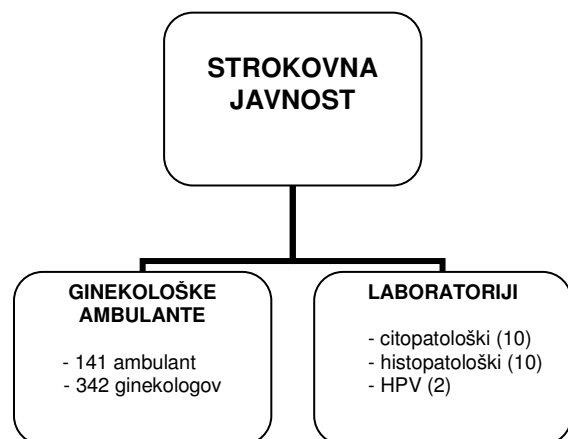 STROKOVNA
JAVNOST
GINEKOLOŠKE
AMBULANTE
- 141 ambulant
- 342 ginekologov
LABORATORIJI
- citopatološki (10)
- histopatološki (10)
- HPV (2)